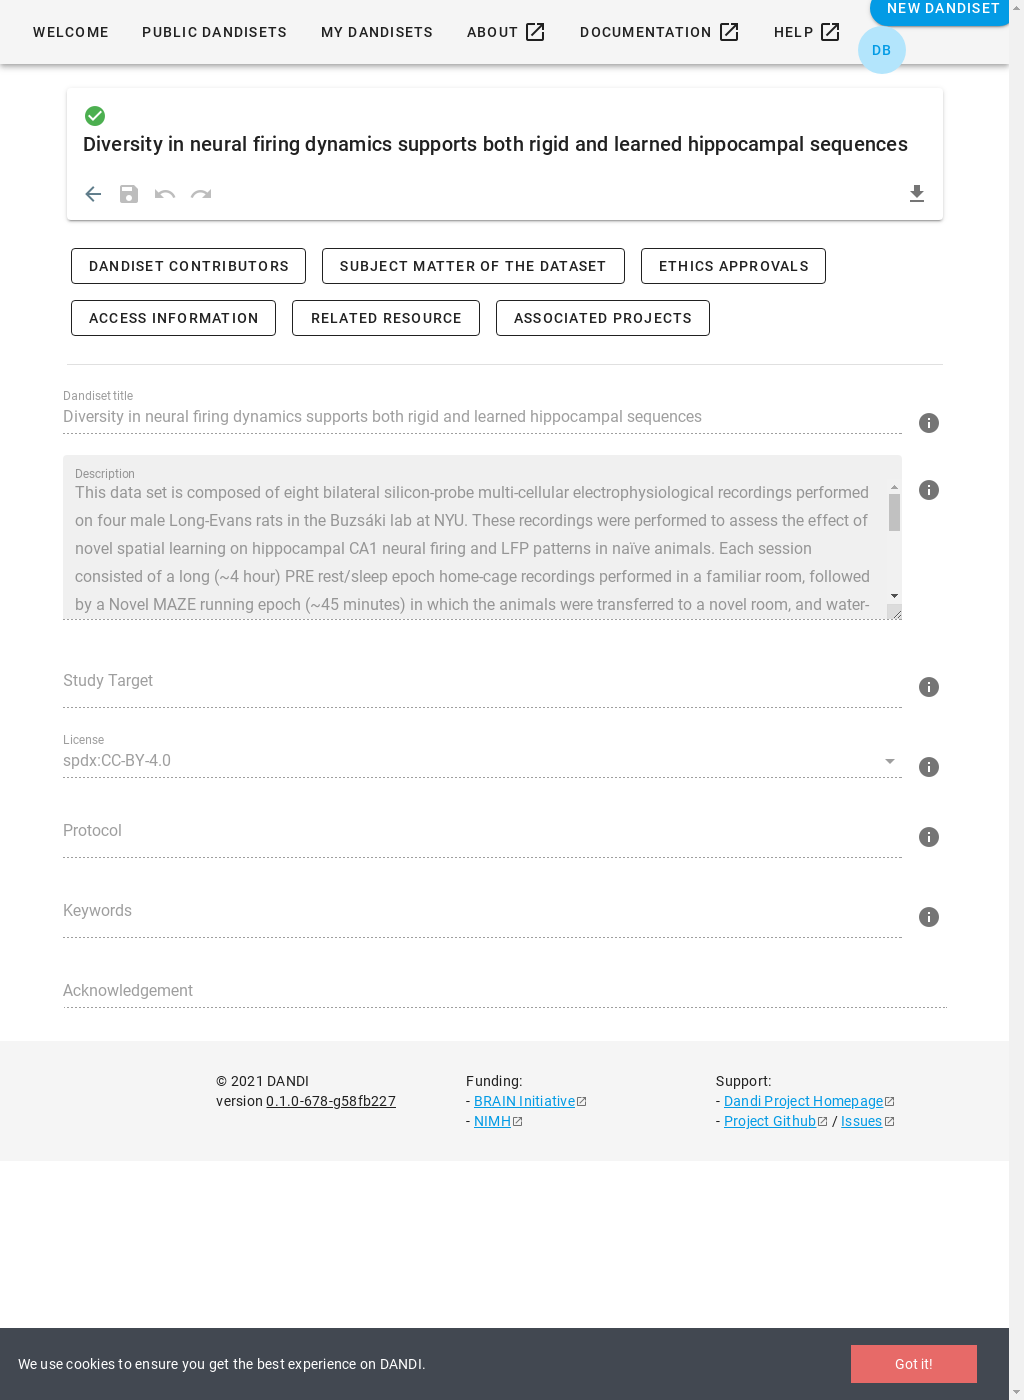 WELCOME PUBLIC DANDISETS MY DANDISETS ABOUT DOCUMENTATION HELP NEW DANDISET
DB
Diversity in neural firing dynamics supports both rigid and learned hippocampal sequences
DANDISET CONTRIBUTORS SUBJECT MATTER OF THE DATASET ETHICS APPROVALS
ACCESS INFORMATION RELATED RESOURCE ASSOCIATED PROJECTS
Dandiset title
Diversity in neural firing dynamics supports both rigid and learned hippocampal sequences
Description
This data set is composed of eight bilateral silicon-probe multi-cellular electrophysiological recordings performed
on four male Long-Evans rats in the Buzsáki lab at NYU. These recordings were performed to assess the effect of
novel spatial learning on hippocampal CA1 neural firing and LFP patterns in naïve animals. Each session
consisted of a long (~4 hour) PRE rest/sleep epoch home-cage recordings performed in a familiar room, followed
by a Novel MAZE running epoch (~45 minutes) in which the animals were transferred to a novel room, and water-
Study Target
License
spdx:CC-BY-4.0
Protocol
Keywords
Acknowledgement
© 2021 DANDI
version 0.1.0-678-g58fb227
Funding:
- BRAIN Initiative
- NIMH
Support:
- Dandi Project Homepage
- Project Github / Issues
We use cookies to ensure you get the best experience on DANDI.
Got it!